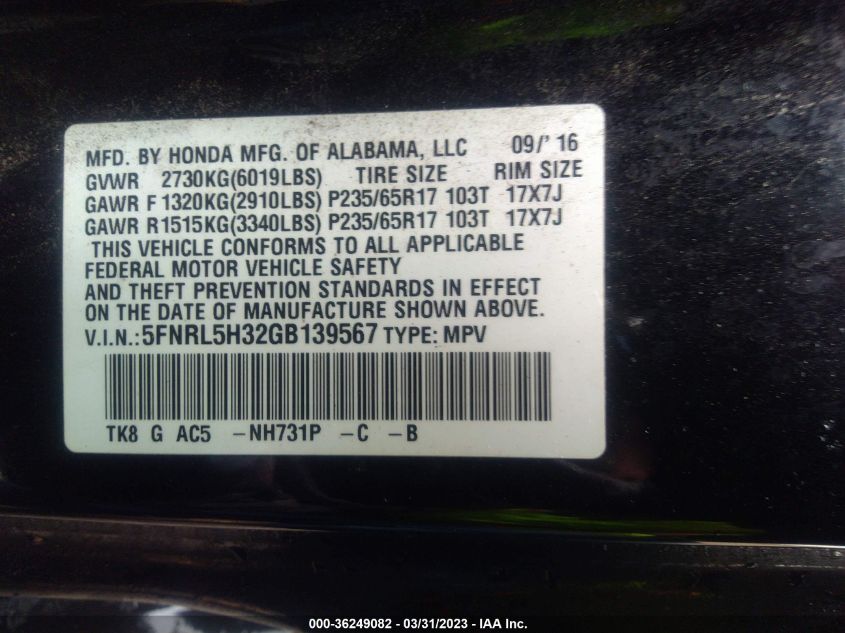 MFD. BY HONDA MFG. OF ALABAMA, LLC 09/' 16
GVWR 2730KG(6019LBS) TIRE SIZE RIM SIZE
GAWR F 1320KG(2910LBS) P235/65R17 103T 17X7J
GAWR R 1515KG(3340LBS) P235/65R17 103T 17X7J
THIS VEHICLE CONFORMS TO ALL APPLICABLE
FEDERAL MOTOR VEHICLE SAFETY
AND THEFT PREVENTION STANDARDS IN EFFECT
ON THE DATE OF MANUFACTURE SHOWN ABOVE.
V.I.N.:5FNRL5H32GB139567 TYPE: MPV
TK8 G AC5 -NH731P -C -B
000-36249082 - 03/31/2023 - IAA Inc.